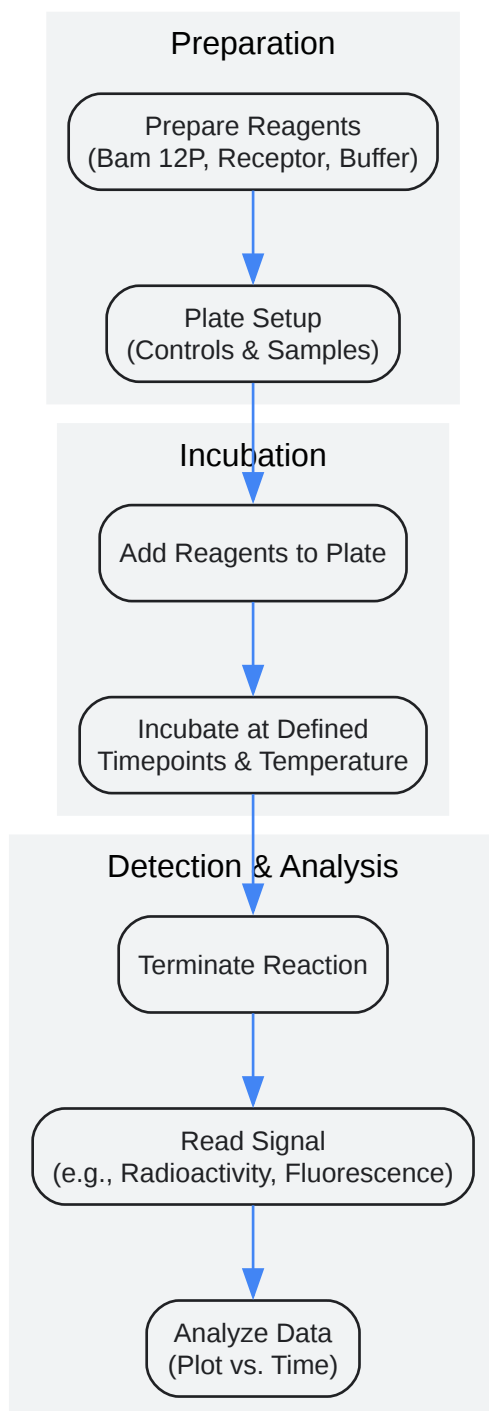 Preparation
Prepare Reagents
(Bam 12P, Receptor, Buffer)
Plate Setup
(Controls & Samples)
Incubation
Add Reagents to Plate
Incubate at Defined
Timepoints & Temperature
Detection & Analysis
Terminate Reaction
Read Signal
(e.g., Radioactivity, Fluorescence)
Analyze Data
(Plot vs. Time)